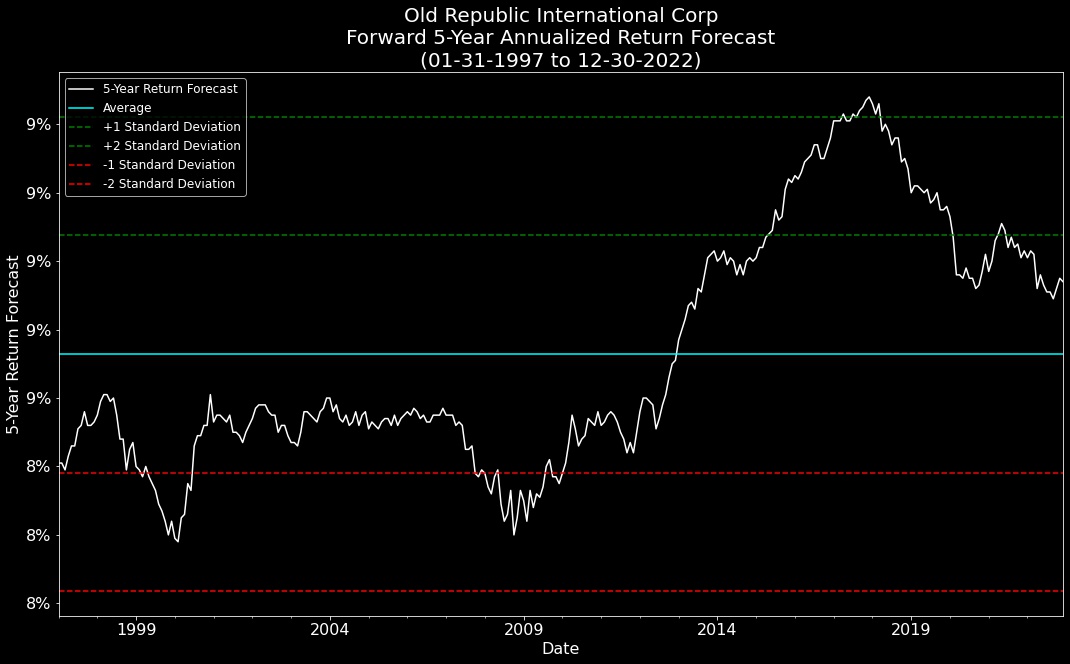 Old Republic International Corp
Forward 5-Year Annualized Return Forecast
(01-31-1997 to 12-30-2022)
5-Year Return Forecast
Average
+1 Standard Deviation
+2 Standard Deviation
-1 Standard Deviation
-2 Standard Deviation
9%
9%
9%
9%
9%
8%
8%
8%
5-Year Return Forecast
1999 2004 2009 2014 2019
Date